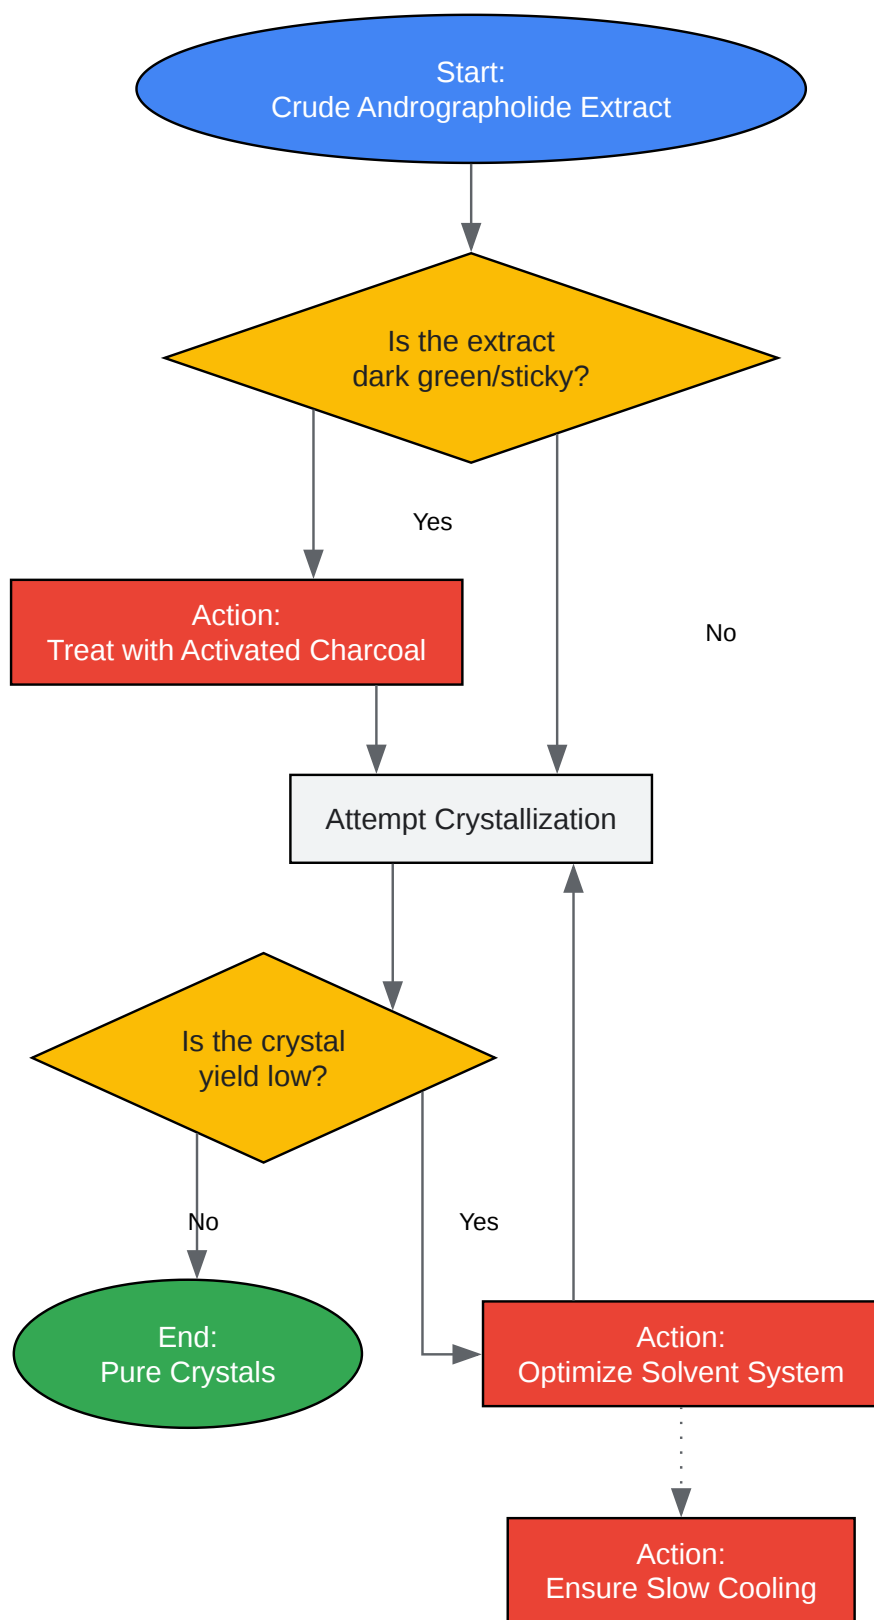 Start:
Crude Andrographolide Extract
Is the extract
dark green/sticky?
Yes
Action:
Treat with Activated Charcoal
No
Attempt Crystallization
Is the crystal
yield low?
No
Yes
End:
Pure Crystals
Action:
Optimize Solvent System
Action:
Ensure Slow Cooling